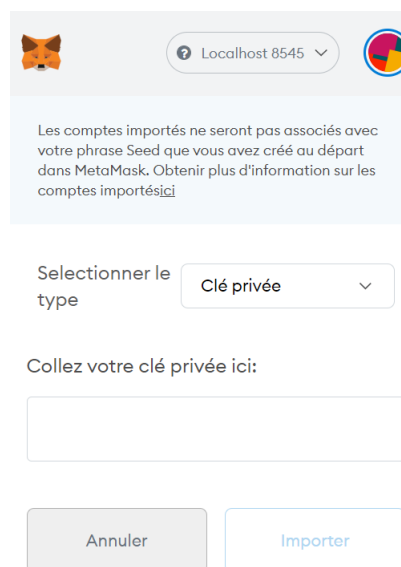 Localhost 8545
Les comptes importés ne seront pas associés avec
votre phrase Seed que vous avez créé au départ
dans MetaMask. Obtenir plus d'information sur les
comptes importésici
Selectionner le
type
Clé privée
Collez votre clé privée ici:
Annuler
Importer